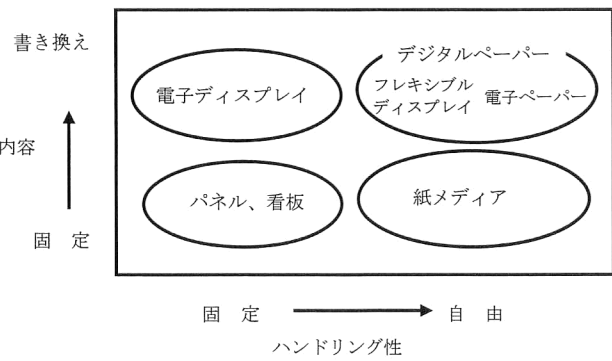 書き換え
デジタルペーパー
電子ディスプレイ
フレキシブル
ディスプレイ
電子ペーパー
内容
パネル、看板
紙メディア
固 定
固 定
自 由
ハンドリング性